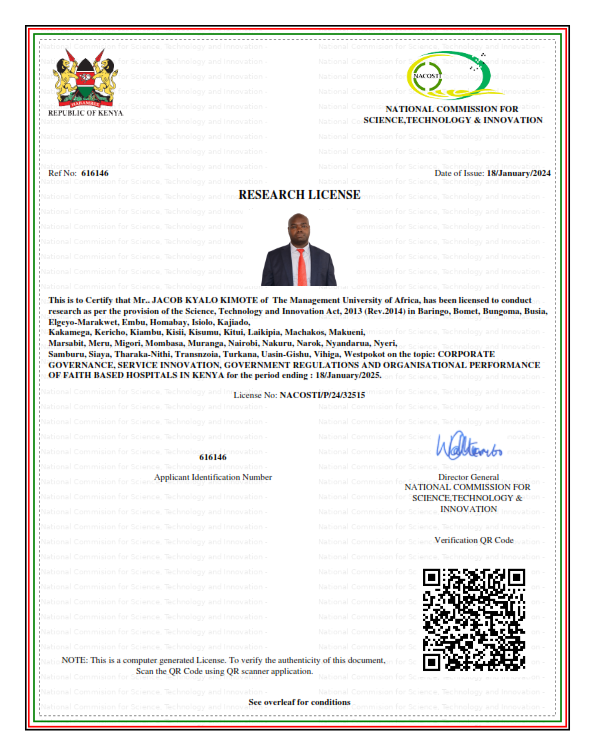 HARAMBEE
REPUBLIC OF KENYA
NACOSTI
NATIONAL COMMISSION FOR
SCIENCE,TECHNOLOGY & INNOVATION
Ref No: 616146
Date of Issue: 18/January/2024
RESEARCH LICENSE
This is to Certify that Mr.. JACOB KYALO KIMOTE of The Management University of Africa, has been licensed to conduct
research as per the provision of the Science, Technology and Innovation Act, 2013 (Rev.2014) in Baringo, Bomet, Bungoma, Busia,
Elgeyo-Marakwet, Embu, Homabay, Isiolo, Kajiado,
Kakamega, Kericho, Kiambu, Kisii, Kisumu, Kitui, Laikipia, Machakos, Makueni,
Marsabit, Meru, Migori, Mombasa, Muranga, Nairobi, Nakuru, Narok, Nyandarua, Nyeri,
Samburu, Siaya, Tharaka-Nithi, Transnzoia, Turkana, Uasin-Gishu, Vihiga, Westpokot on the topic: CORPORATE
GOVERNANCE, SERVICE INNOVATION, GOVERNMENT REGULATIONS AND ORGANISATIONAL PERFORMANCE
OF FAITH BASED HOSPITALS IN KENYA for the period ending : 18/January/2025.
License No: NACOSTI/P/24/32515
616146
Applicant Identification Number
Director General
NATIONAL COMMISSION FOR
SCIENCE,TECHNOLOGY &
INNOVATION
Verification QR Code
NOTE: This is a computer generated License. To verify the authenticity of this document,
Scan the QR Code using QR scanner application.
See overleaf for conditions